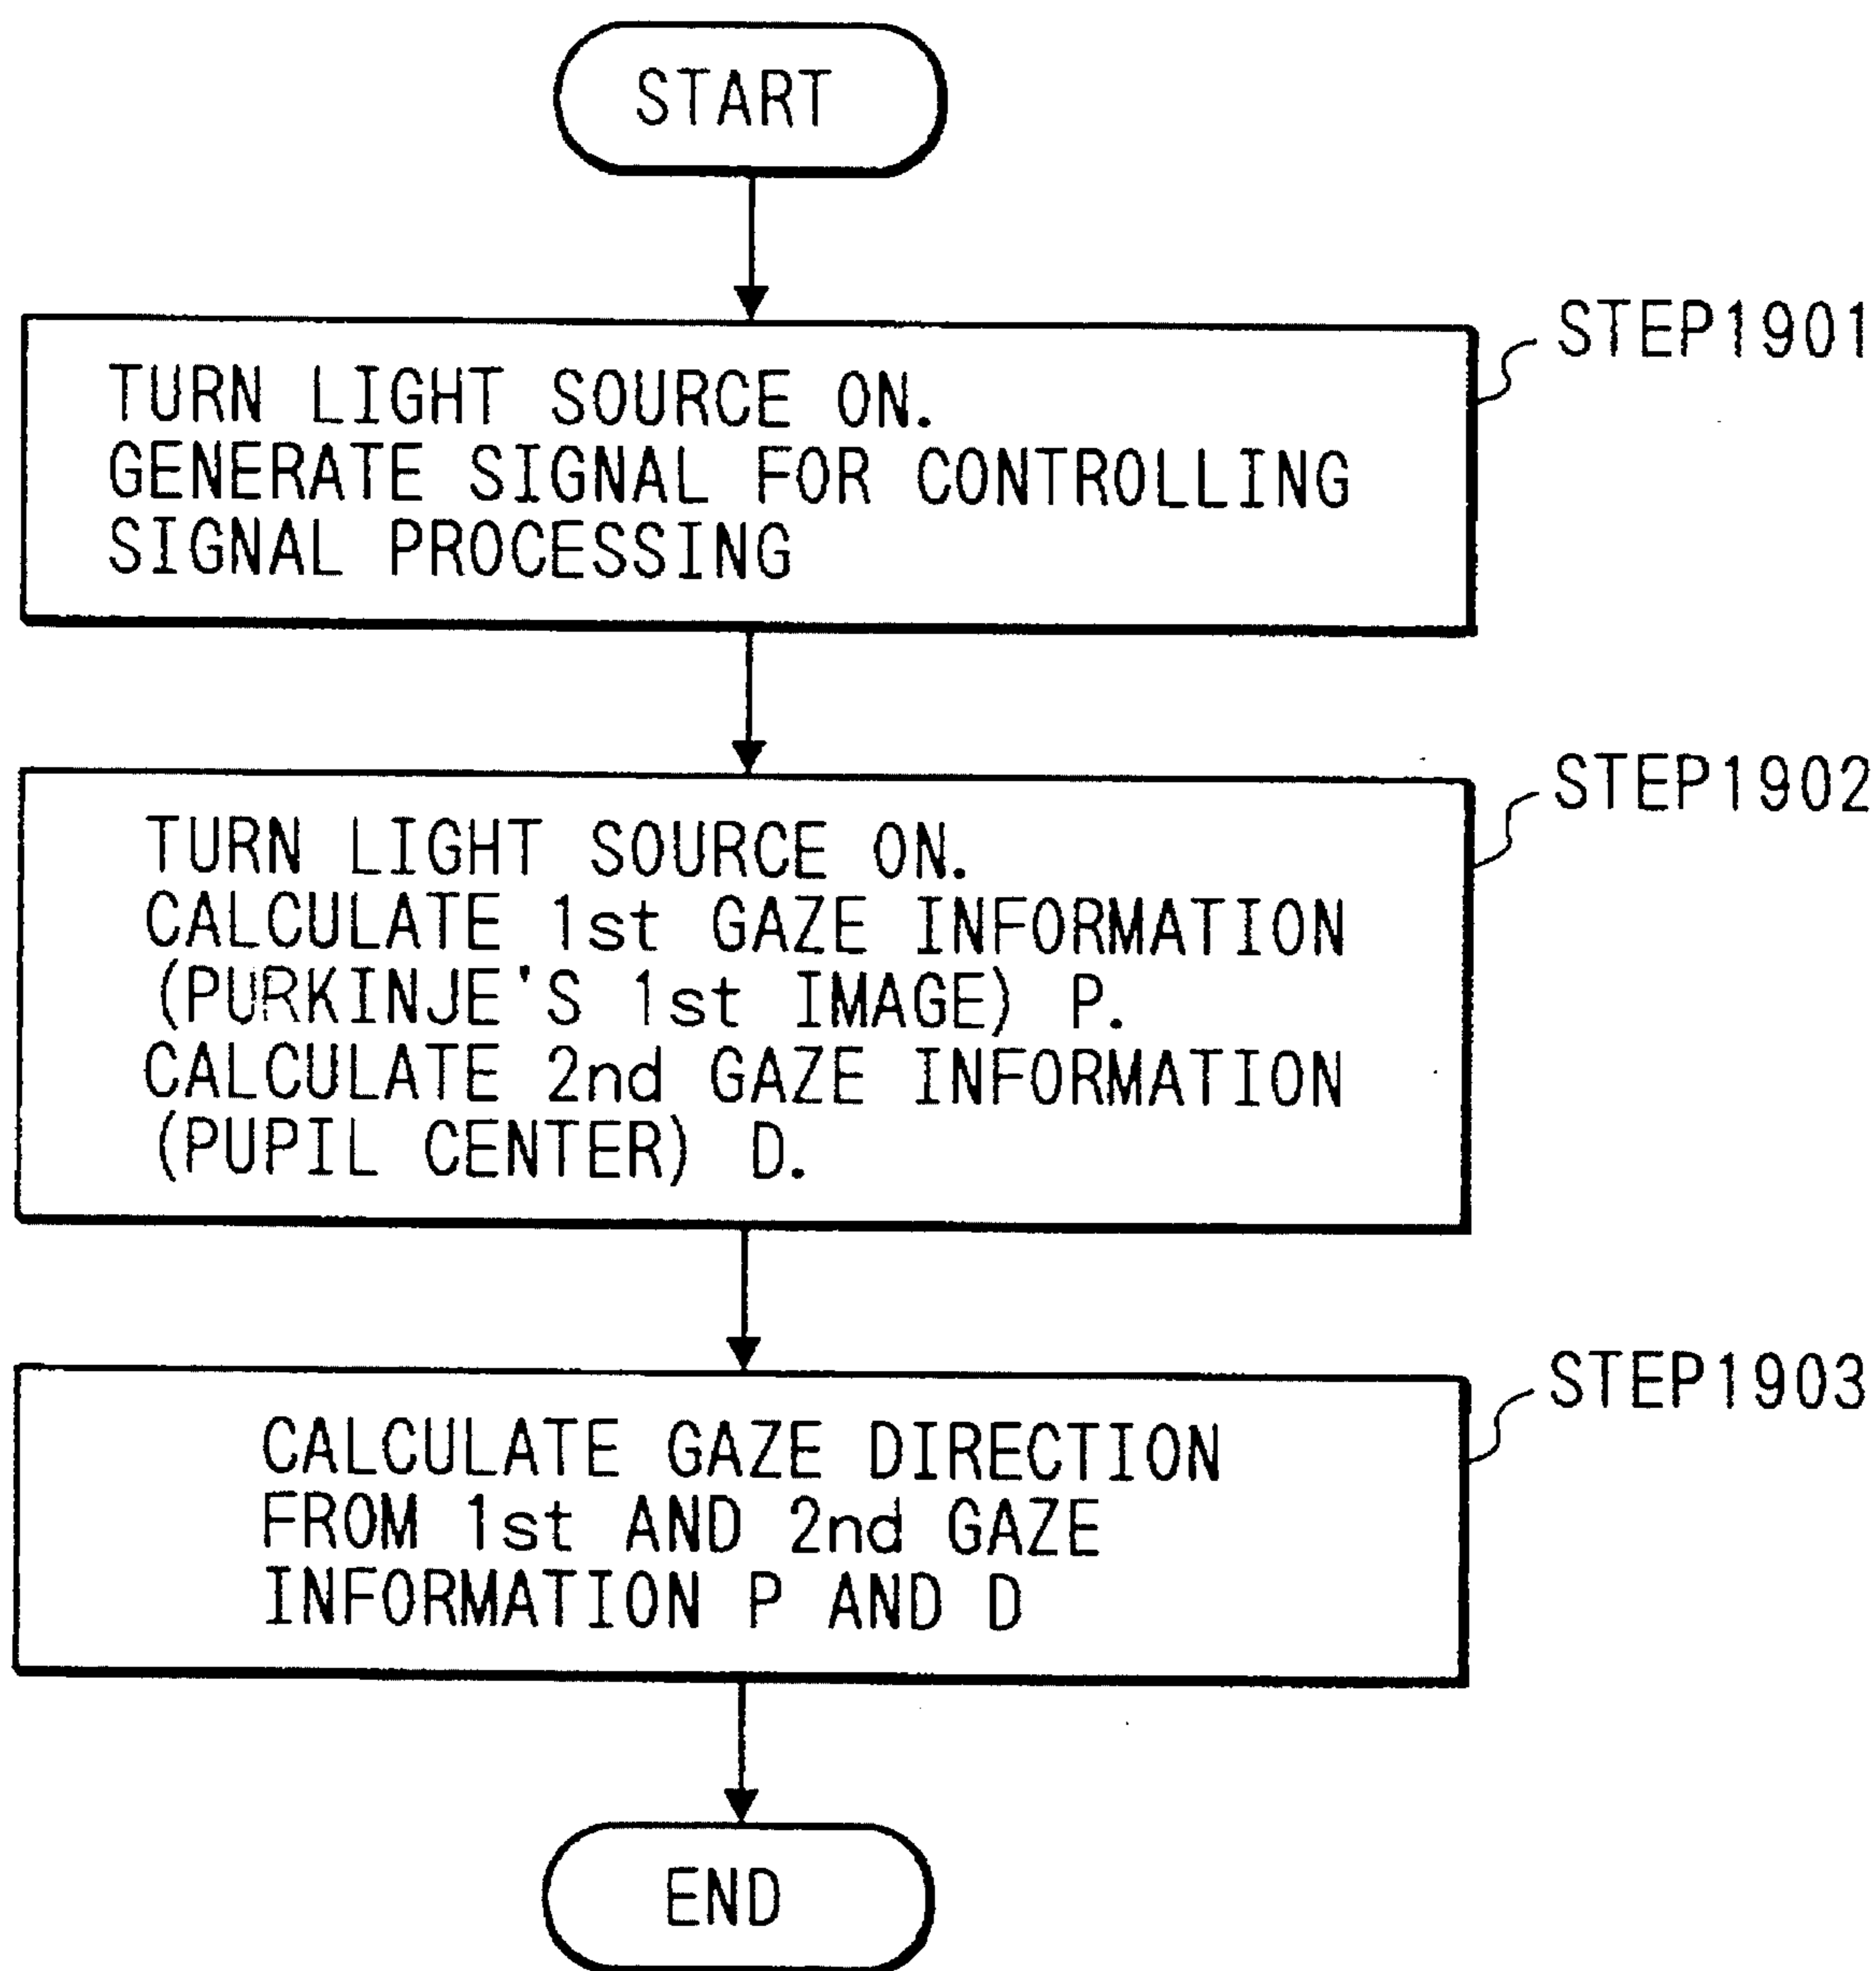 START
STEP1901
TURN LIGHT SOURCE ON.
GENERATE SIGNAL FOR CONTROLLING
SIGNAL PROCESSING
STEP1902
TURN LIGHT SOURCE ON.
CALCULATE 1st GAZE INFORMATION
(PURKINJE'S 1st IMAGE) P.
CALCULATE 2nd GAZE INFORMATION
(PUPIL CENTER) D.
STEP1903
CALCULATE GAZE DIRECTION
FROM 1st AND 2nd GAZE
INFORMATION P AND D
END